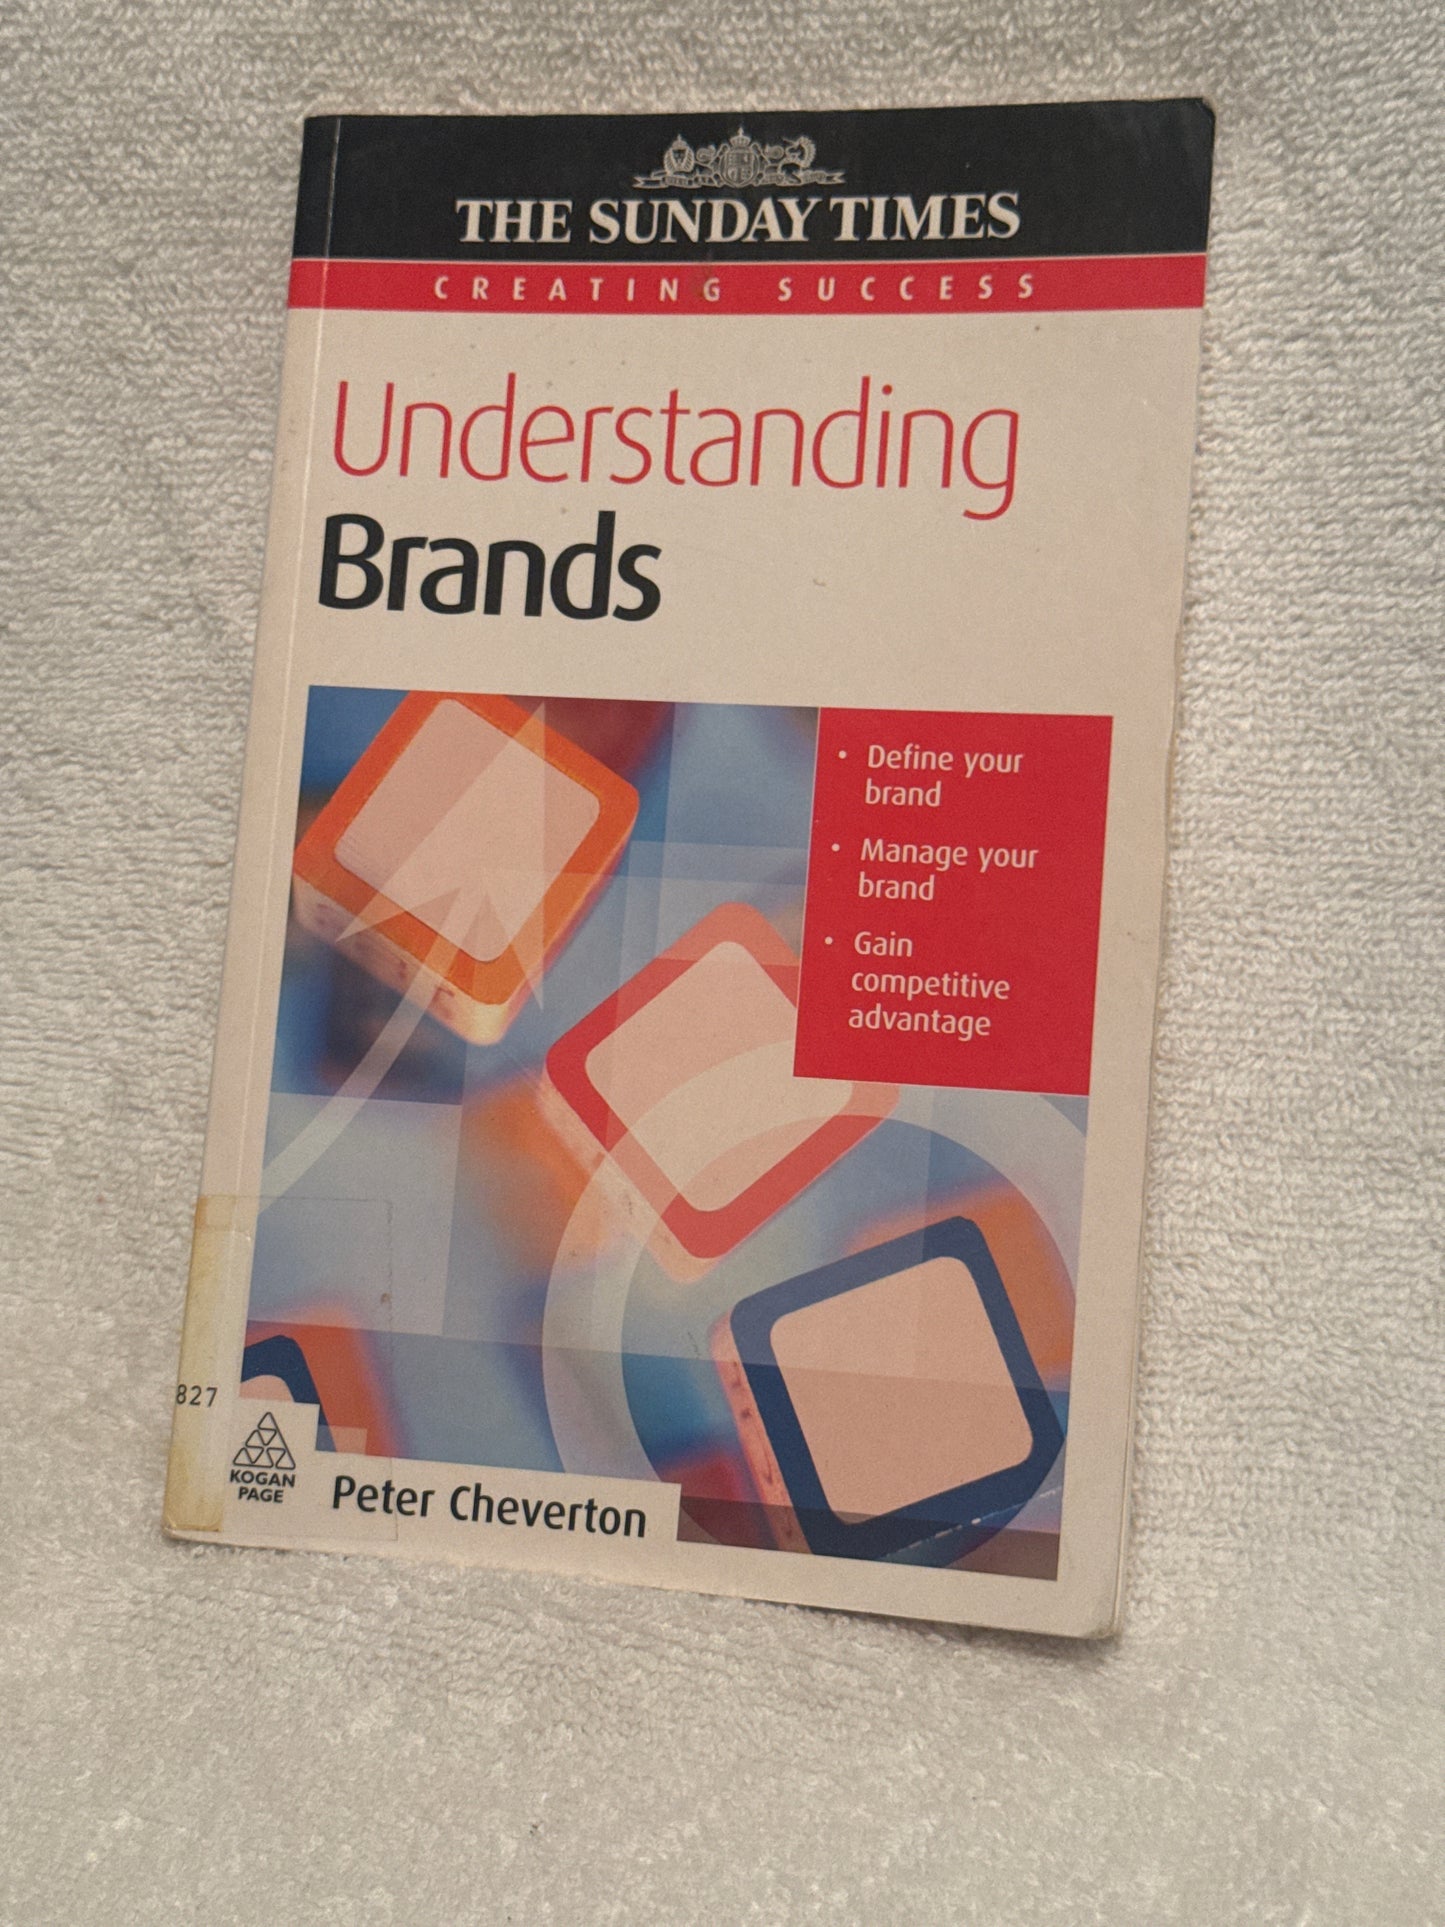 THE SUNDAY TIMES
CREATING SUCCESS
Understanding
Brands
• Define your
brand
• Manage your
brand
• Gain
competitive
advantage
827
KOGAN
PAGE
Peter Cheverton